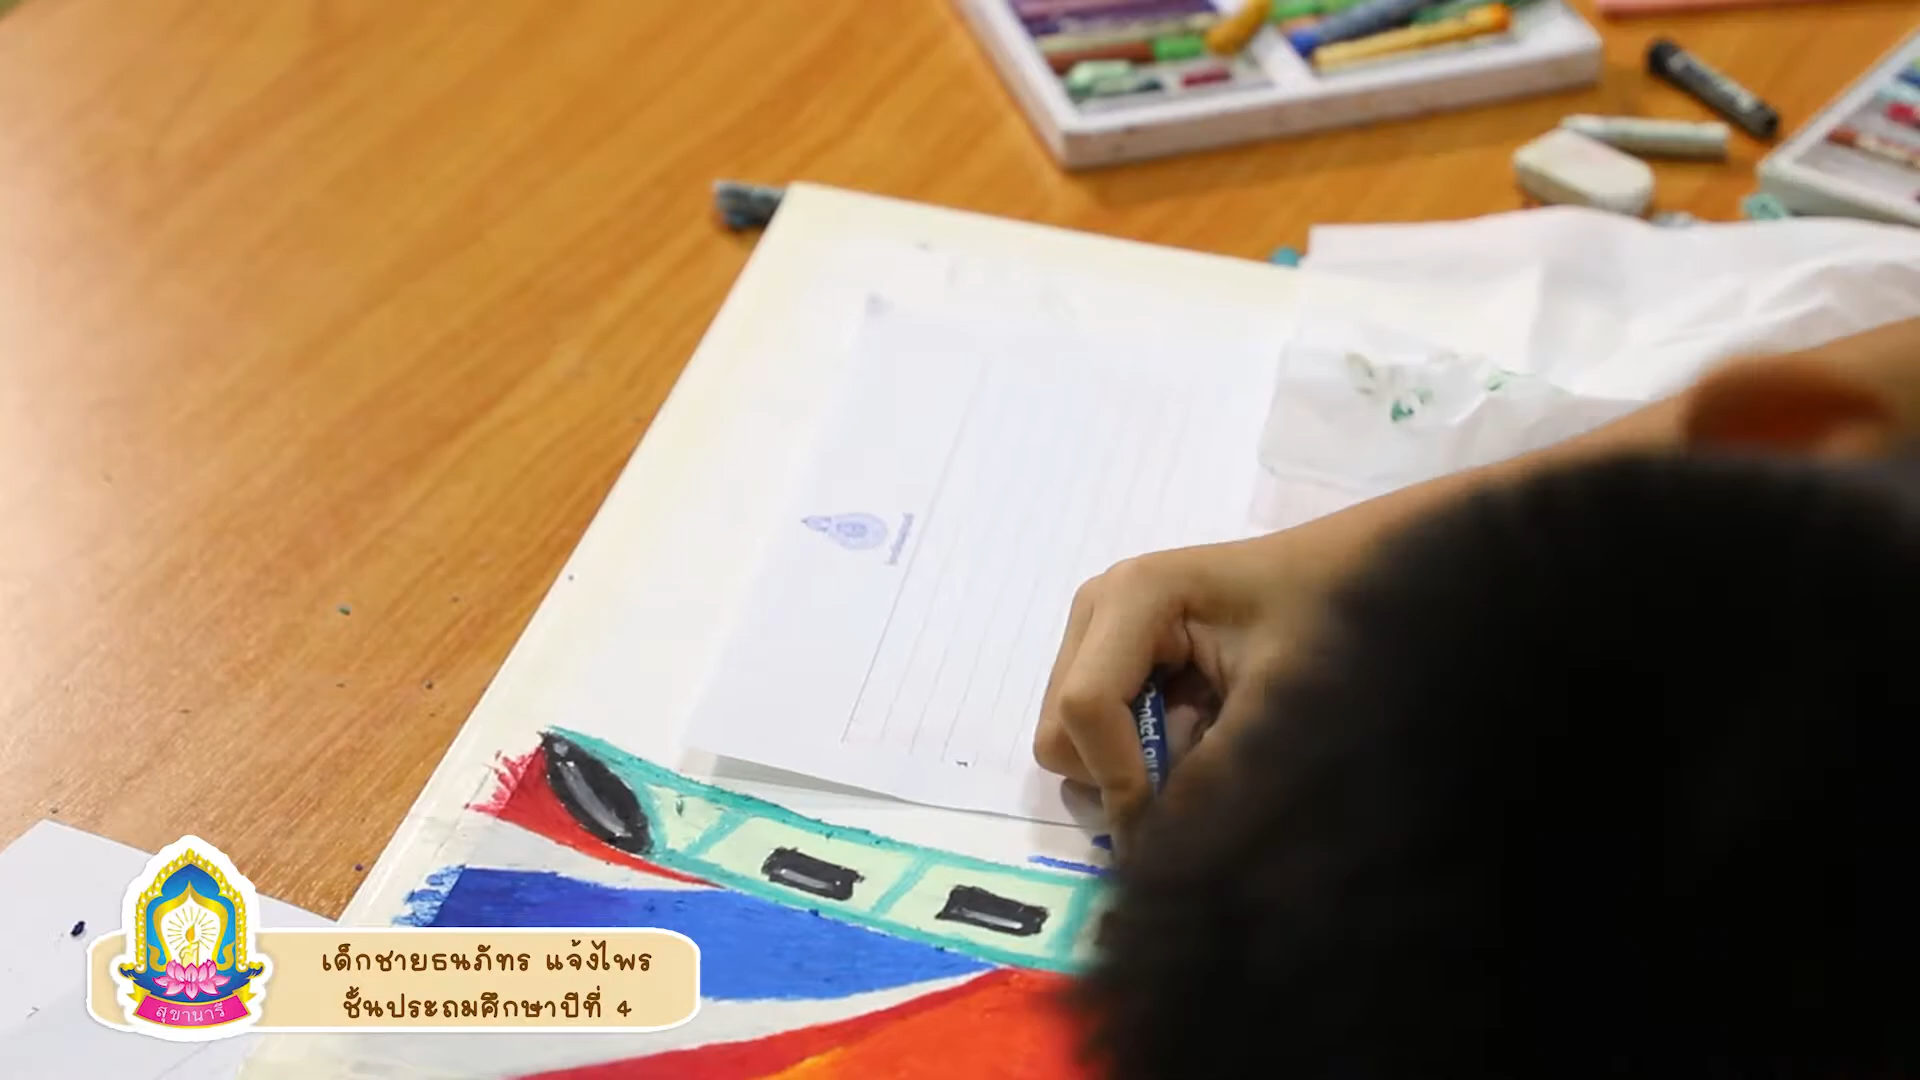 เด็กชายธนภัทร แจ้งไพร
ชั้นประถมศึกษาปีที่ 4
สุขานารี